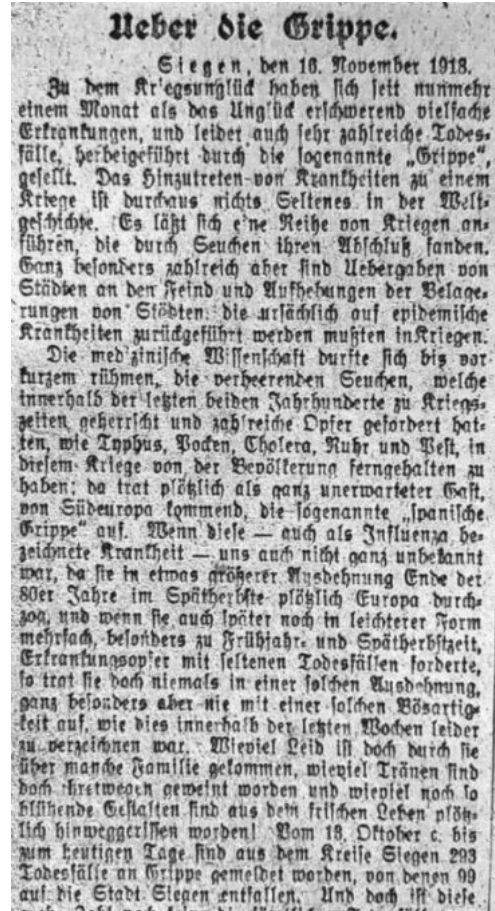 Ueber die Grippe.
Siegen, den 16. November 1918.
Zu dem Kriegsunglück haben sich seit nunmehr
einem Monat als das Unglück erschwerend vielfache
Erkrankungen, und leider auch sehr zahlreiche Todes-
fälle, herbeigeführt durch die sogenannte „Grippe",
gesellt. Das Hinzutreten von Krankheiten zu einem
Kriege ist durchaus nichts Seltenes in der Welt-
geschichte. Es läßt sich eine Reihe von Kriegen an-
führen, die durch Seuchen ihren Abschluß fanden.
Ganz besonders zahlreich aber sind Uebergaben von
Städten an den Feind und Aufhebungen der Belage-
rungen von Städten, die ursächlich auf epidemische
Krankheiten zurückgeführt werden mußten in Kriegen.
Die medizinische Wissenschaft durfte sich bis vor
kurzem rühmen, die verheerenden Seuchen, welche
innerhalb der letzten beiden Jahrhunderte zu Kriegs-
zeiten geherrscht und zahlreiche Opfer gefordert hat-
ten, wie Typhus, Pocken, Cholera, Ruhr und Pest, in
diesem Kriege von der Bevölkerung ferngehalten zu
haben; da trat plötzlich als ganz unerwarteter Gast,
von Südeuropa kommend, die sogenannte „spanische
Grippe" auf. Wenn diese — auch als Influenza be-
zeichnete Krankheit — uns auch nicht ganz unbekannt
war, da sie in etwas größerer Ausdehnung Ende der
80er Jahre im Spätherbste plötzlich Europa durch-
zog, und wenn sie auch später noch in leichterer Form
mehrfach, besonders zu Frühjahr- und Spätherbstzeit,
Erkrankungsopfer mit seltenen Todesfällen forderte,
so trat sie doch niemals in einer solchen Ausdehnung,
ganz besonders aber nie mit einer solchen Bösartig-
keit auf, wie dies innerhalb der letzten Wochen leider
zu verzeichnen war. Wieviel Leid ist doch durch sie
über manche Familie gekommen, wieviel Tränen sind
doch ihretwegen geweint worden und wieviel noch so
blühende Gestalten sind aus dem frischen Leben plötz-
lich hinweggerissen worden! Vom 13. Oktober c. bis
zum heutigen Tage sind aus dem Kreise Siegen 293
Todesfälle an Grippe gemeldet worden, von denen 99
auf die Stadt Siegen entfallen. Und doch ist diese